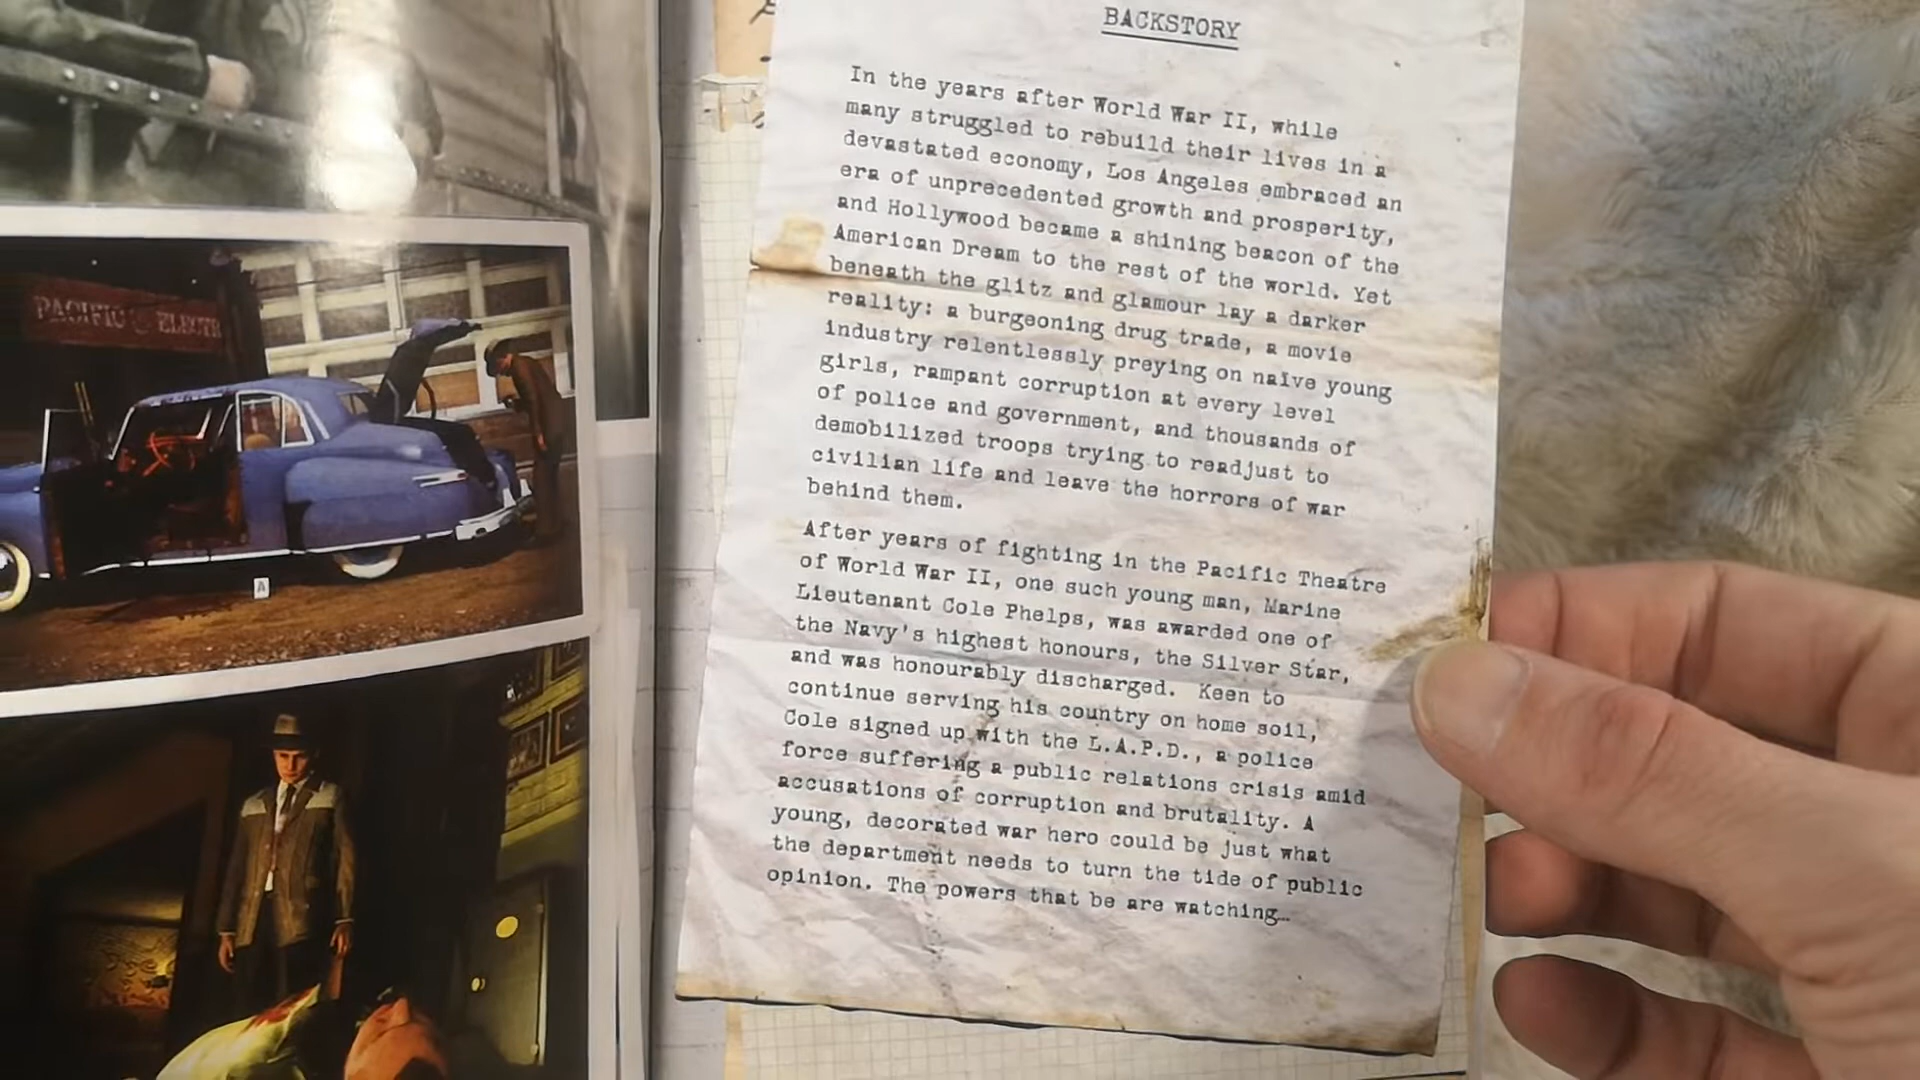 PACIFIC ELECTR
A
BACKSTORY
In the years after World War II, while
many struggled to rebuild their lives in a
devastated economy, Los Angeles embraced an
era of unprecedented growth and prosperity,
and Hollywood became a shining beacon of the
American Dream to the rest of the world. Yet
beneath the glitz and glamour lay a darker
reality: a burgeoning drug trade, a movie
industry relentlessly preying on naïve young
girls, rampant corruption at every level
of police and government, and thousands of
demobilized troops trying to readjust to
civilian life and leave the horrors of war
behind them.
After years of fighting in the Pacific Theatre
of World War II, one such young man, Marine
Lieutenant Cole Phelps, was awarded one of
the Navy's highest honours, the Silver Star,
and was honourably discharged. Keen to
continue serving his country on home soil,
Cole signed up with the L.A.P.D., a police
force suffering a public relations crisis amid
accusations of corruption and brutality. A
young, decorated war hero could be just what
the department needs to turn the tide of public
opinion. The powers that be are watching…